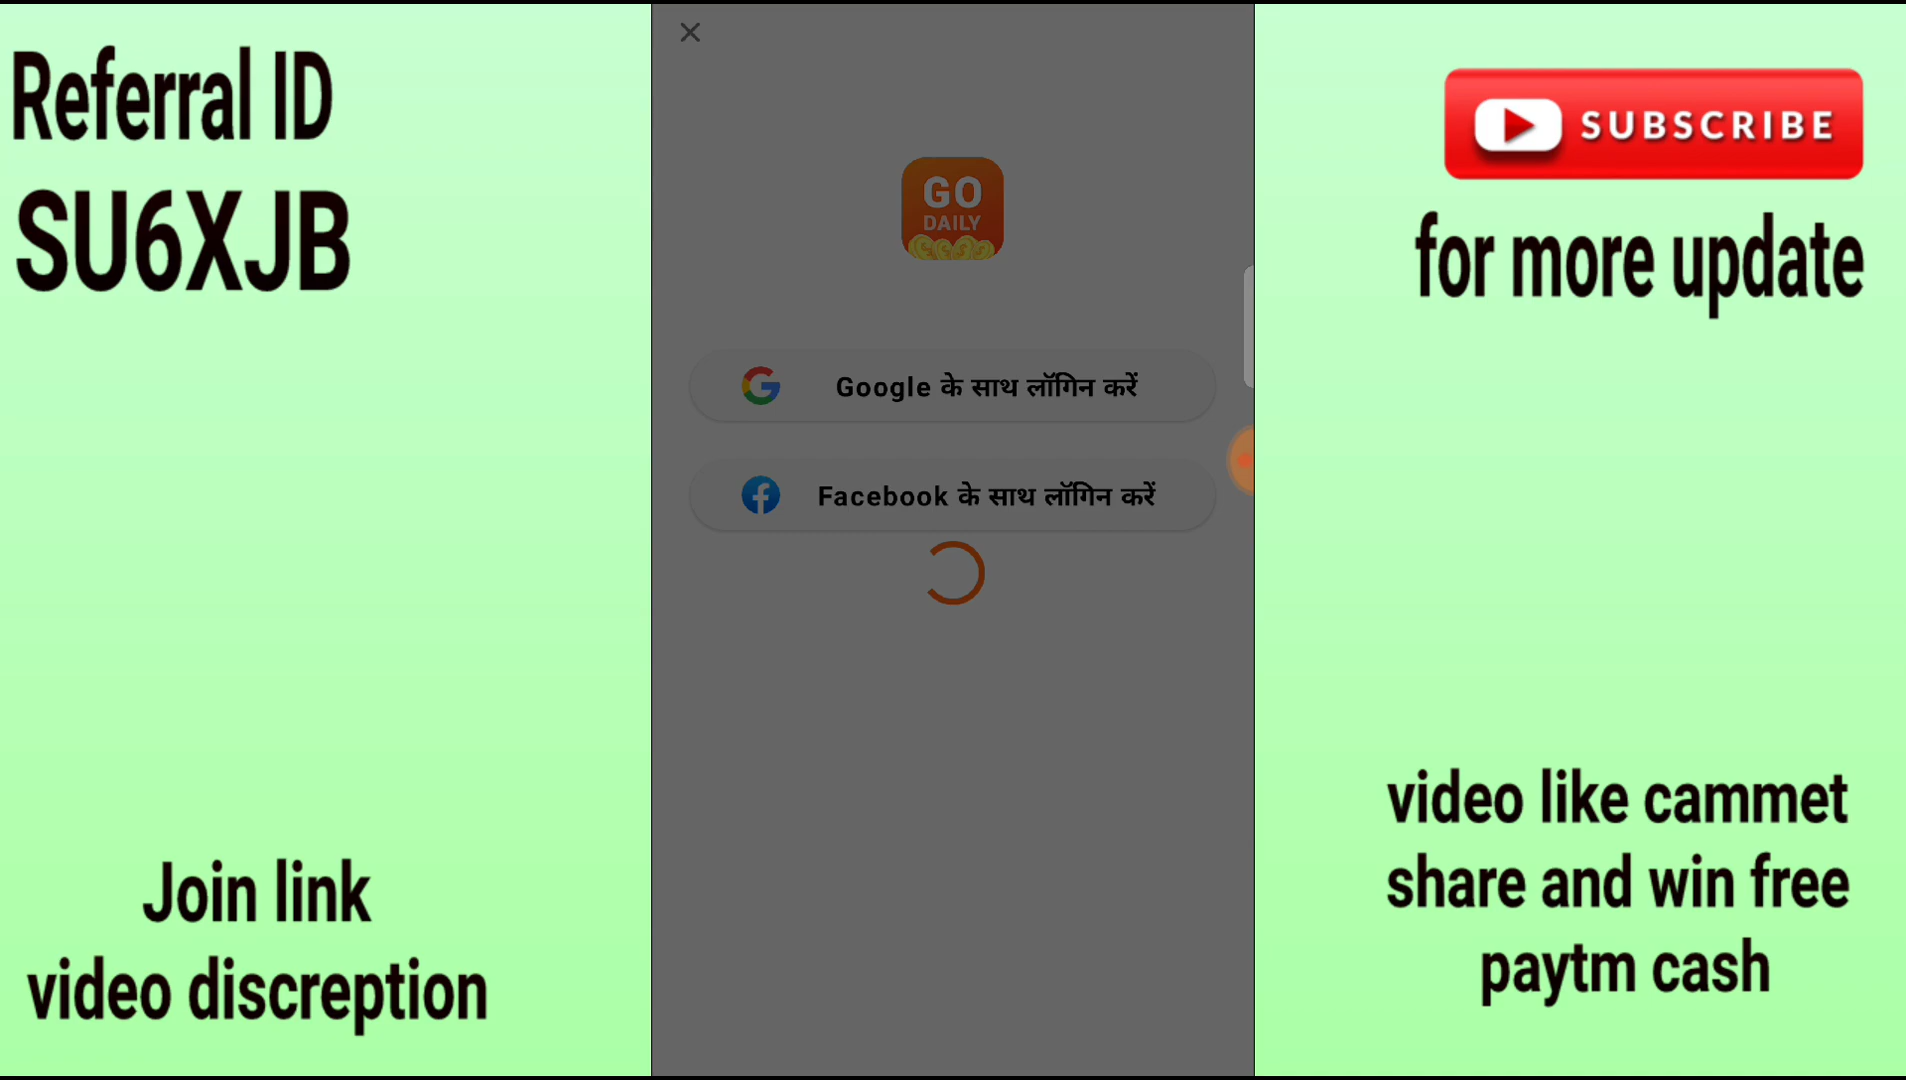 Referral ID
SU6XJB
Join link
video discreption
GO
DAILY
Google के साथ लॉगिन करें
Facebook के साथ लॉगिन करें
SUBSCRIBE
for more update
video like cammet
share and win free
paytm cash